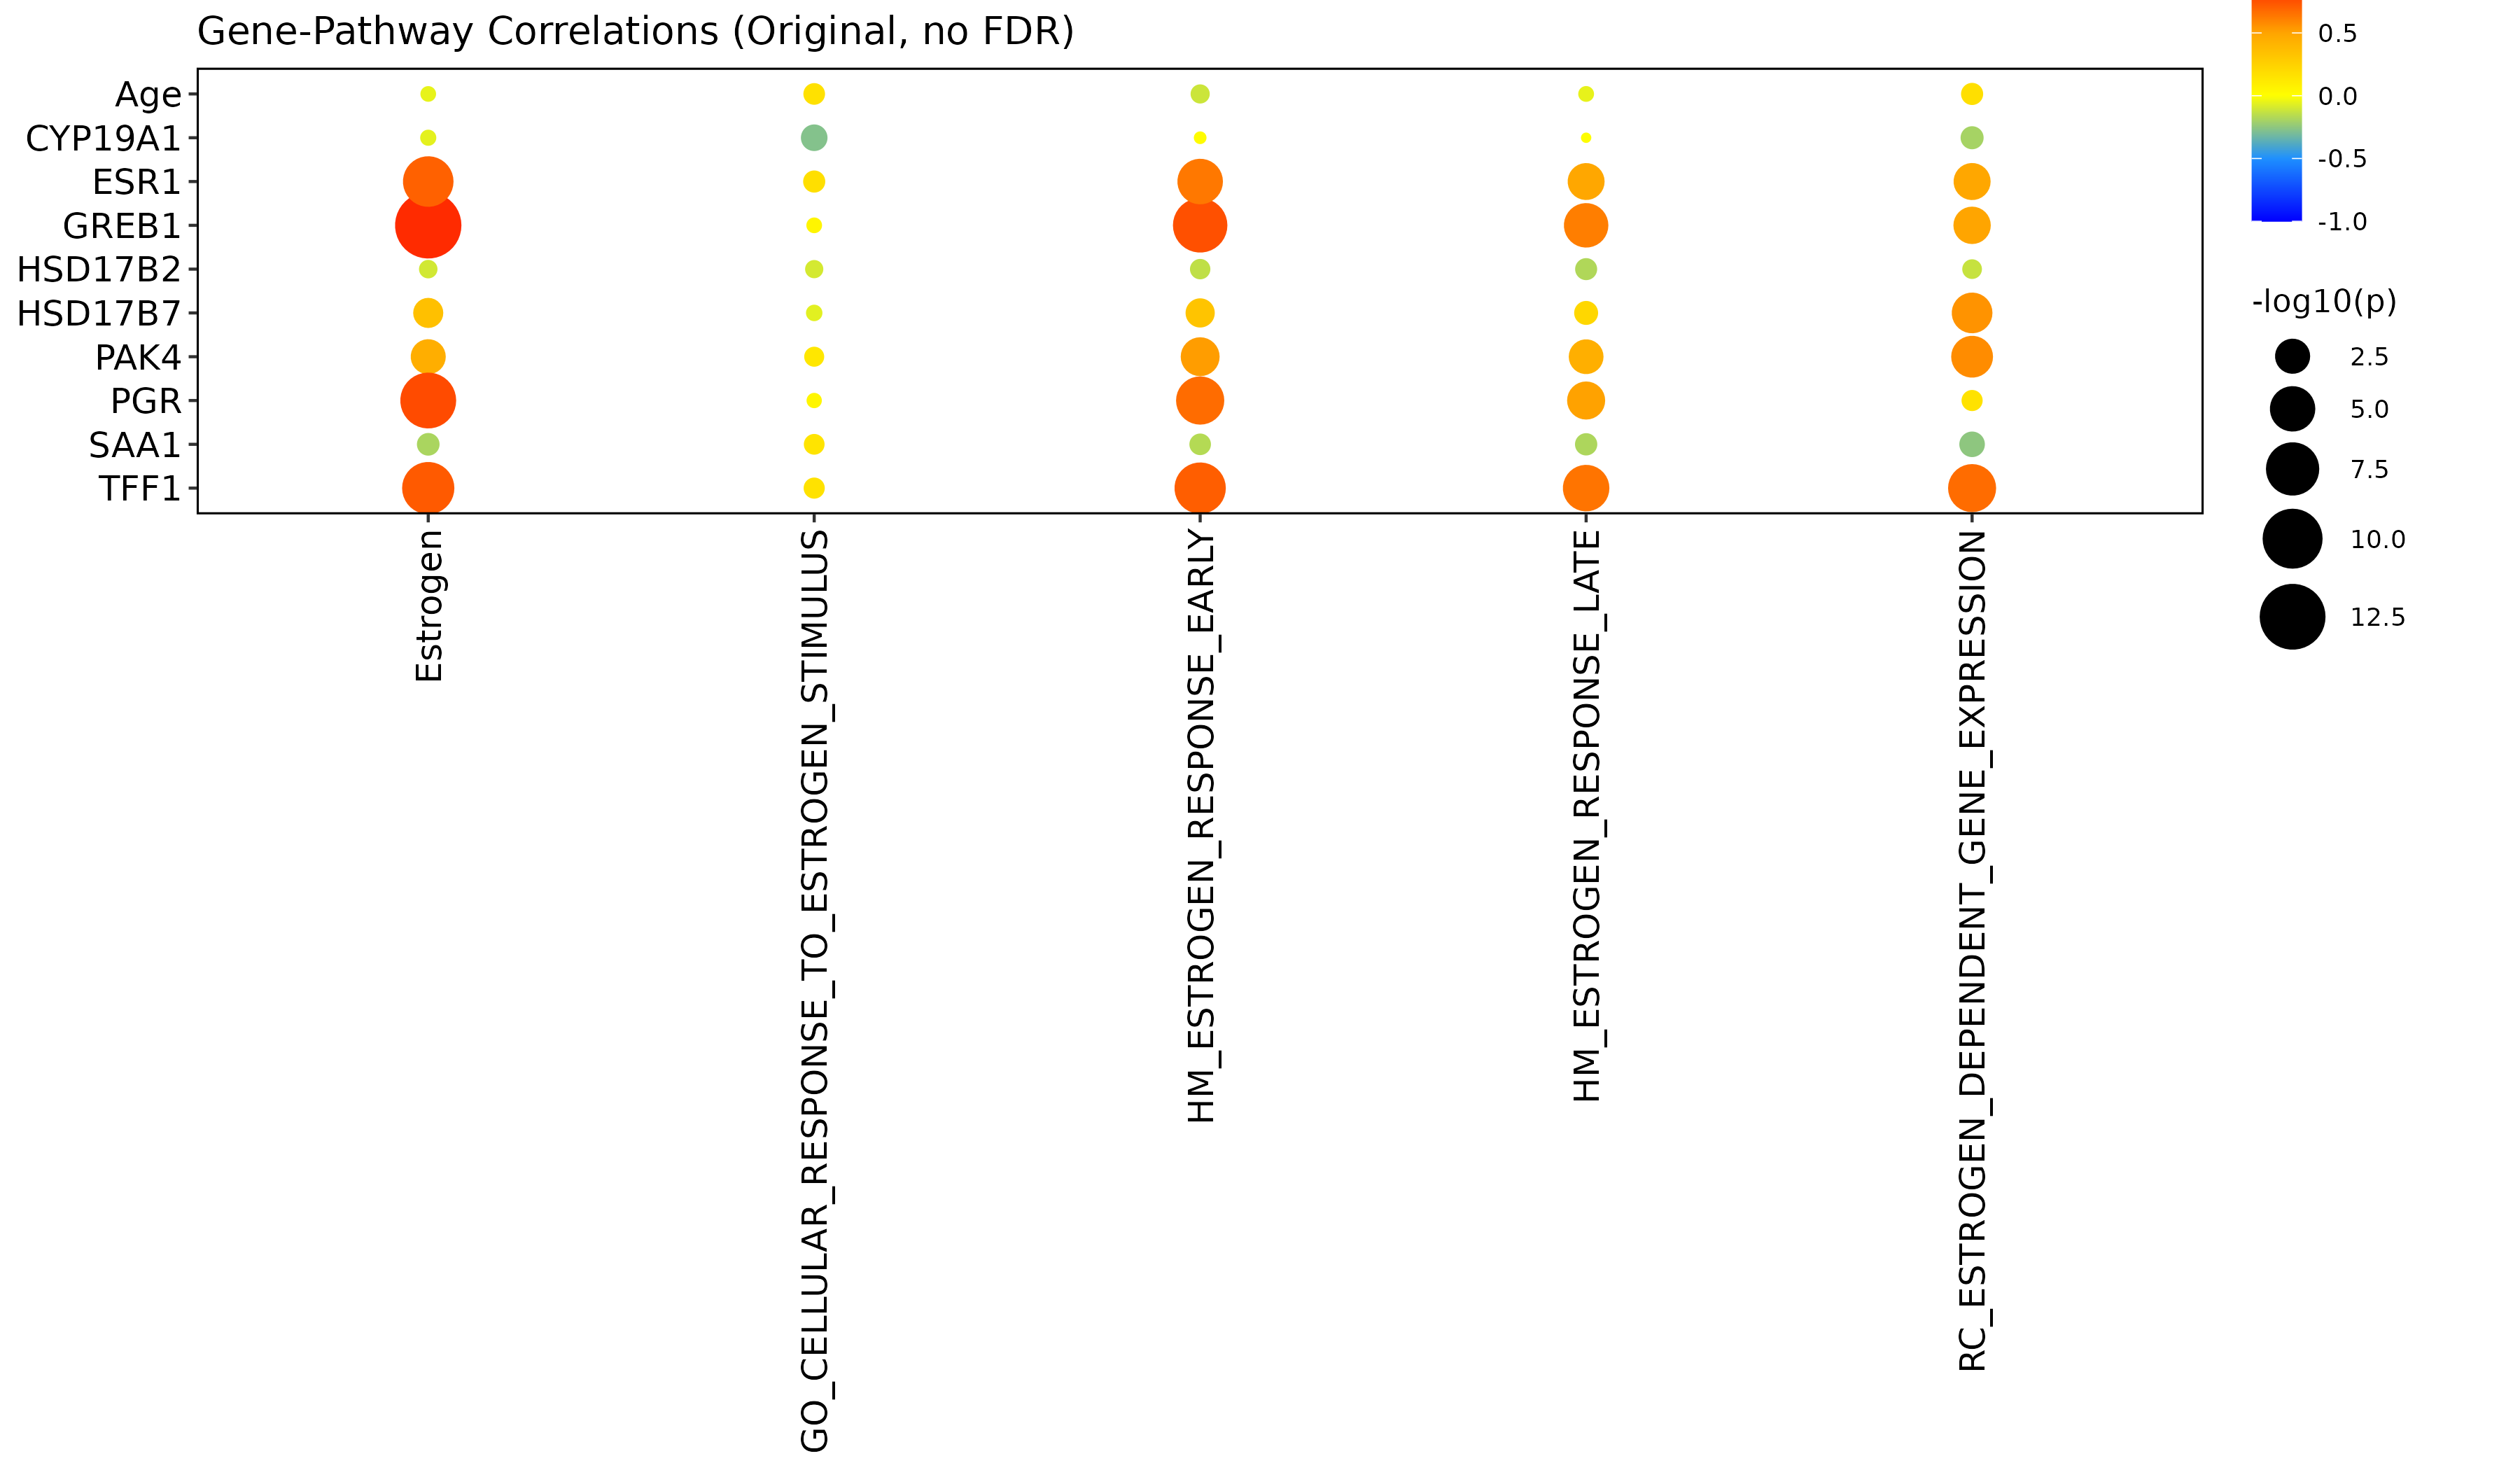 Gene-Pathway Correlations (Original, no FDR)
Age
CYP19A1
ESR1
GREB1
HSD17B2
HSD17B7
PAK4
PGR
SAA1
TFF1
Estrogen
GO_CELLULAR_RESPONSE_TO_ESTROGEN_STIMULUS
HM_ESTROGEN_RESPONSE_EARLY
HM_ESTROGEN_RESPONSE_LATE
RC_ESTROGEN_DEPENDENT_GENE_EXPRESSION
0.5
0.0
-0.5
-1.0
-log10(p)
2.5
5.0
7.5
10.0
12.5